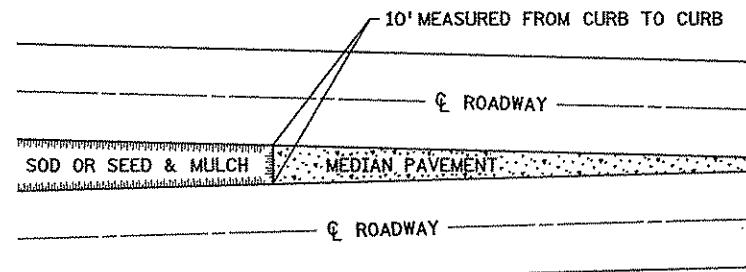 10' MEASURED FROM CURB TO CURB
℄ ROADWAY
SOD OR SEED & MULCH
MEDIAN PAVEMENT
℄ ROADWAY